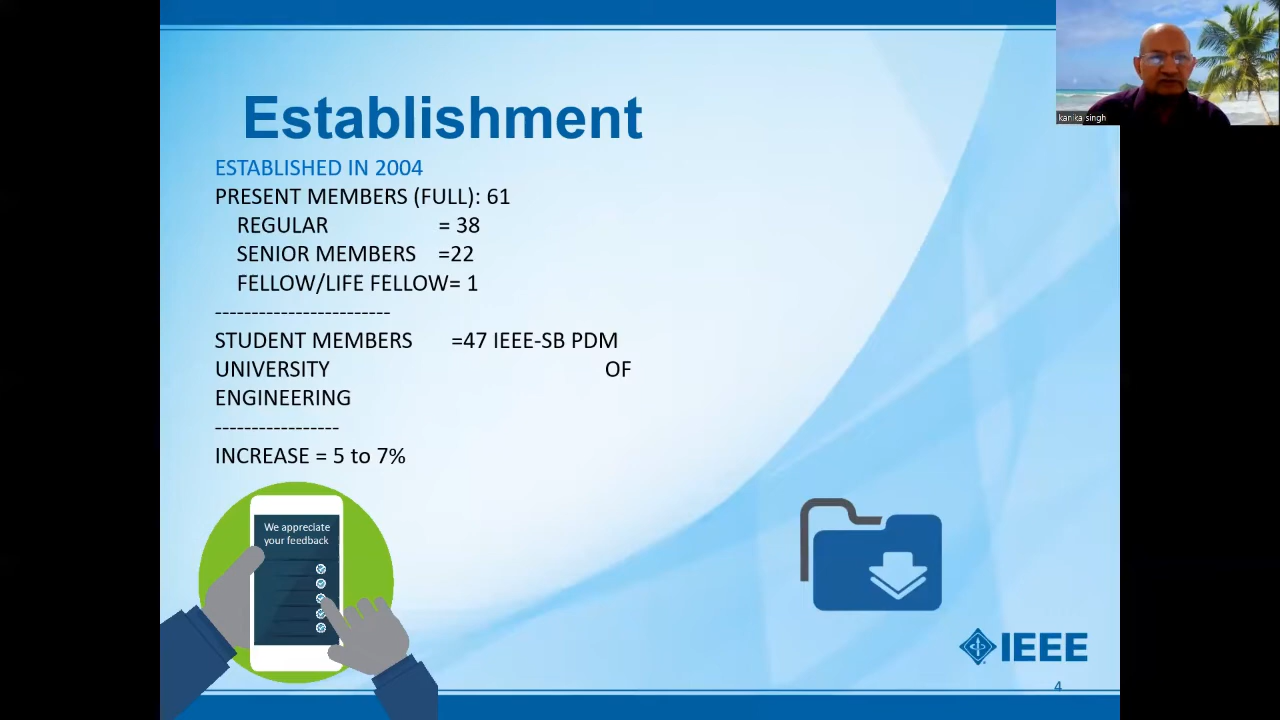 Establishment
ESTABLISHED IN 2004
PRESENT MEMBERS (FULL): 61
REGULAR = 38
SENIOR MEMBERS =22
FELLOW/LIFE FELLOW= 1
------------------------
STUDENT MEMBERS =47 IEEE-SB PDM
UNIVERSITY OF
ENGINEERING
-----------------
INCREASE = 5 to 7%
We appreciate
your feedback
IEEE
4
kanika singh